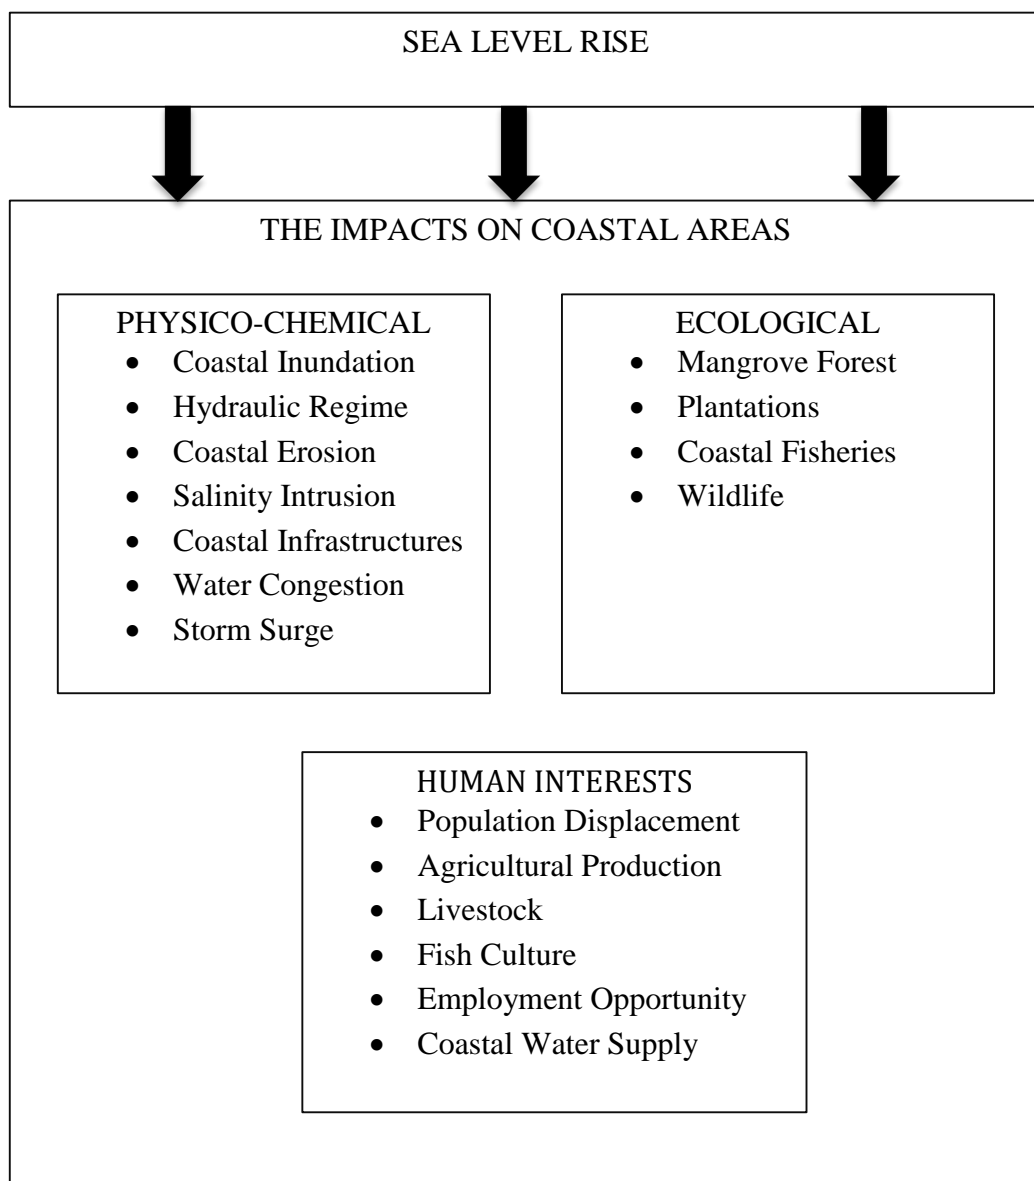 SEA LEVEL RISE
THE IMPACTS ON COASTAL AREAS
PHYSICO-CHEMICAL
• Coastal Inundation
• Hydraulic Regime
• Coastal Erosion
• Salinity Intrusion
• Coastal Infrastructures
• Water Congestion
• Storm Surge
ECOLOGICAL
• Mangrove Forest
• Plantations
• Coastal Fisheries
• Wildlife
HUMAN INTERESTS
• Population Displacement
• Agricultural Production
• Livestock
• Fish Culture
• Employment Opportunity
• Coastal Water Supply